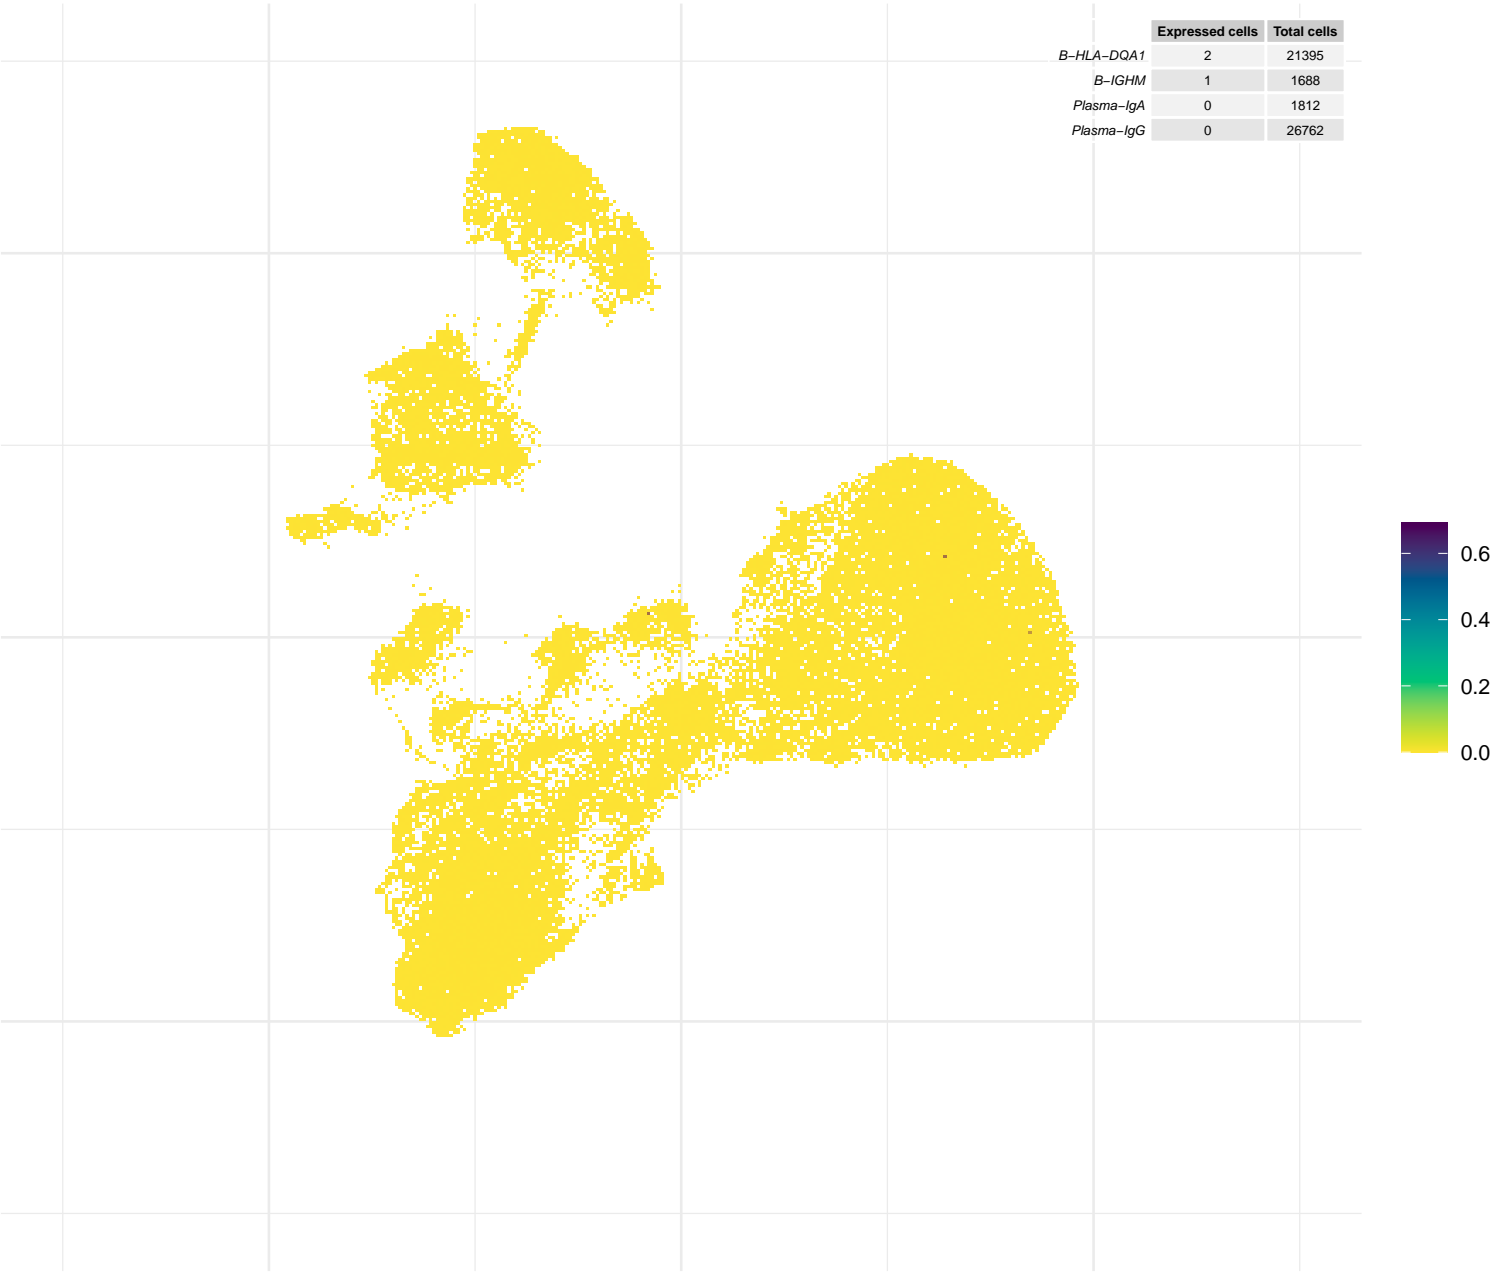 Expressed cells Total cells
B−HLA−DQA1 2 21395
B−IGHM 1 1688
Plasma−IgA 0 1812
Plasma−IgG 0 26762
0.6
0.4
0.2
0.0